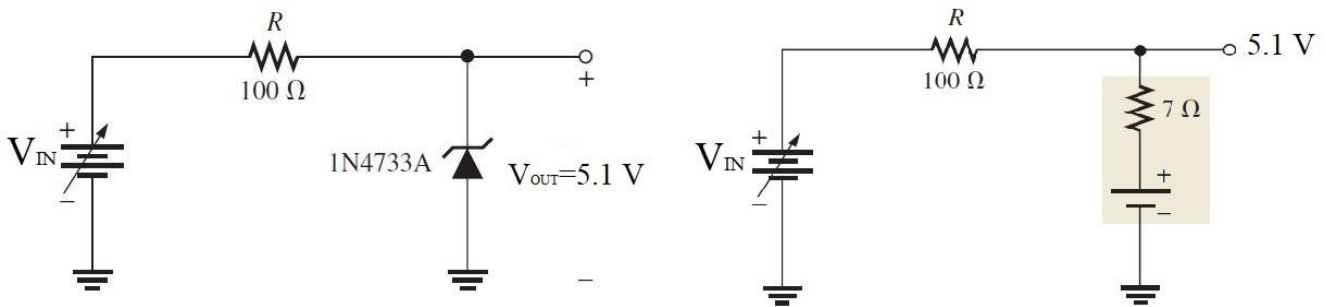 R
100 Ω
+
V_IN
−
1N4733A
+
V_OUT=5.1 V
−
R
100 Ω
5.1 V
7 Ω
+
V_IN
−
+
−